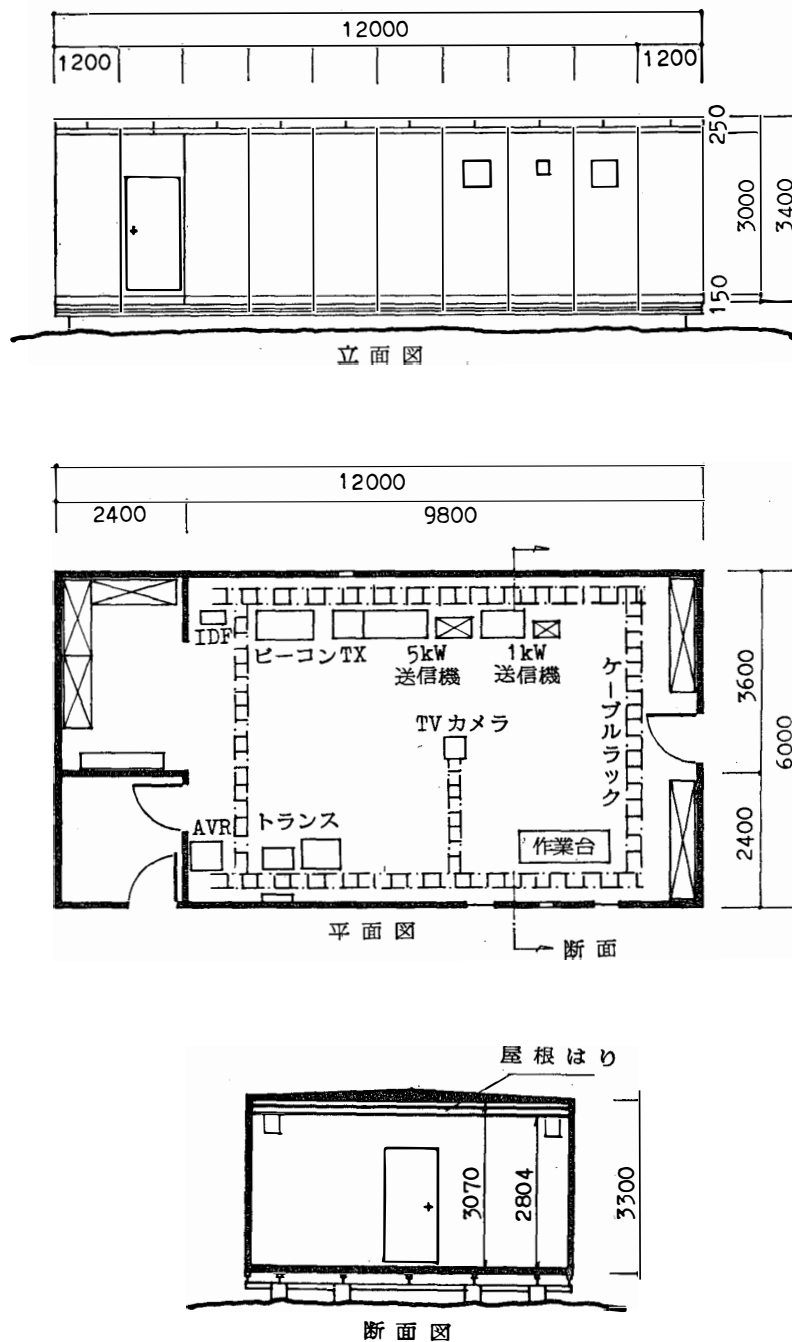 12000
1200
1200
250
3000
3400
150
立面図
12000
2400
9800
IDF
ビーコンTX
5kW
送信機
1kW
送信機
ケーブルラック
TVカメラ
3600
6000
2400
AVR
トランス
作業台
平面図
断面
屋根はり
3070
2804
3300
断面図